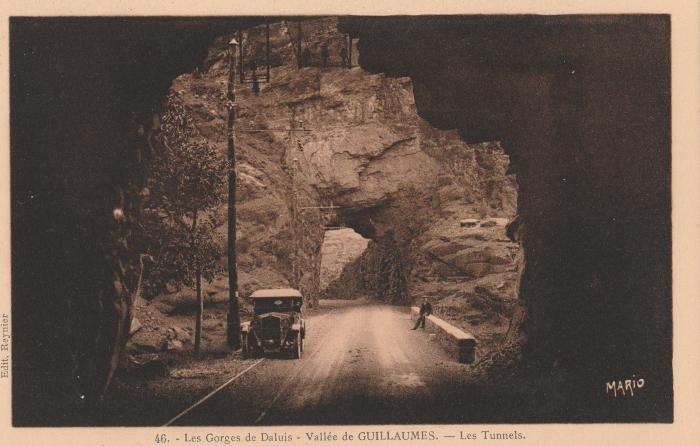 Edit. Reynier
MARIO
46. - Les Gorges de Daluis - Vallée de GUILLAUMES. — Les Tunnels.